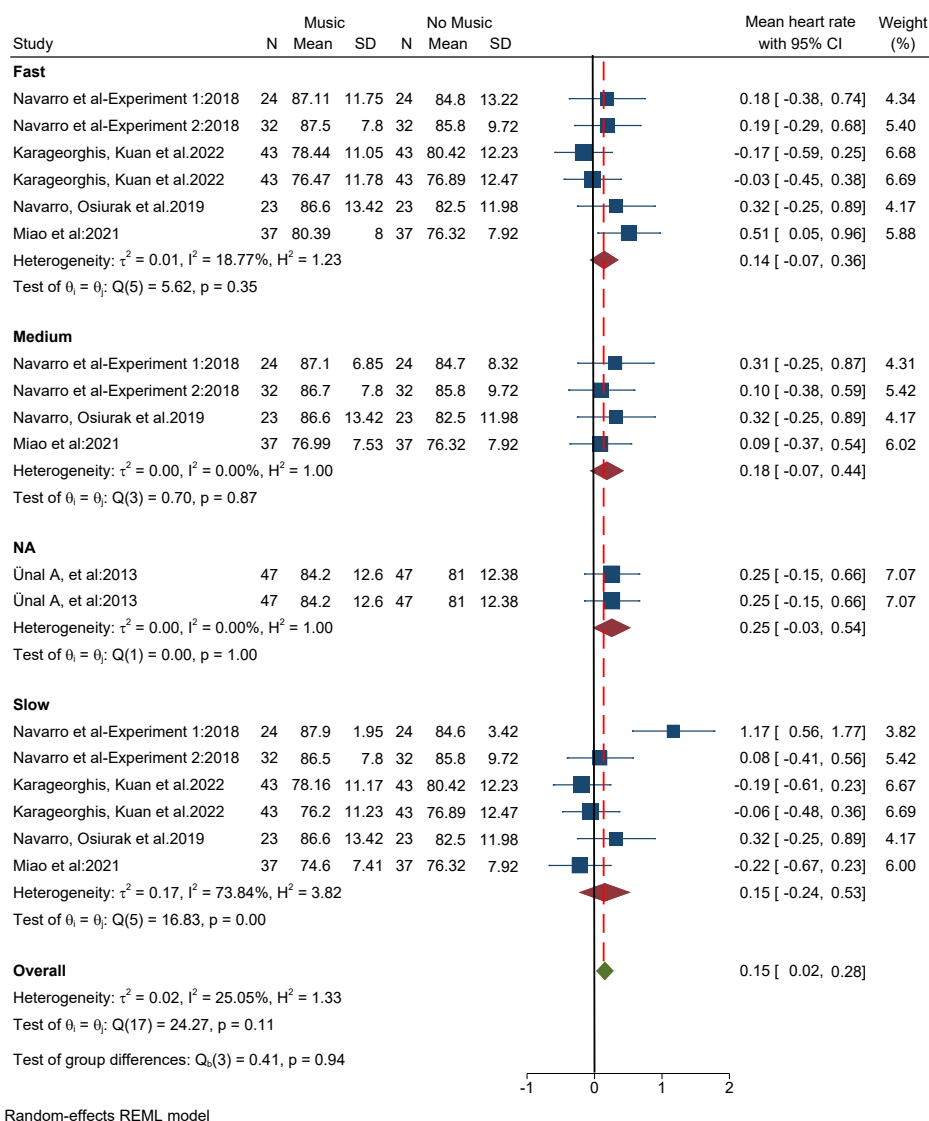 Music No Music Mean heart rate Weight
Study N Mean SD N Mean SD with 95% CI (%)
Fast
Navarro et al-Experiment 1:2018 24 87.11 11.75 24 84.8 13.22 0.18 [ -0.38, 0.74] 4.34
Navarro et al-Experiment 2:2018 32 87.5 7.8 32 85.8 9.72 0.19 [ -0.29, 0.68] 5.40
Karageorghis, Kuan et al.2022 43 78.44 11.05 43 80.42 12.23 -0.17 [ -0.59, 0.25] 6.68
Karageorghis, Kuan et al.2022 43 76.47 11.78 43 76.89 12.47 -0.03 [ -0.45, 0.38] 6.69
Navarro, Osiurak et al.2019 23 86.6 13.42 23 82.5 11.98 0.32 [ -0.25, 0.89] 4.17
Miao et al:2021 37 80.39 8 37 76.32 7.92 0.51 [ 0.05, 0.96] 5.88
Heterogeneity: τ² = 0.01, I² = 18.77%, H² = 1.23 0.14 [ -0.07, 0.36]
Test of θᵢ = θⱼ: Q(5) = 5.62, p = 0.35
Medium
Navarro et al-Experiment 1:2018 24 87.1 6.85 24 84.7 8.32 0.31 [ -0.25, 0.87] 4.31
Navarro et al-Experiment 2:2018 32 86.7 7.8 32 85.8 9.72 0.10 [ -0.38, 0.59] 5.42
Navarro, Osiurak et al.2019 23 86.6 13.42 23 82.5 11.98 0.32 [ -0.25, 0.89] 4.17
Miao et al:2021 37 76.99 7.53 37 76.32 7.92 0.09 [ -0.37, 0.54] 6.02
Heterogeneity: τ² = 0.00, I² = 0.00%, H² = 1.00 0.18 [ -0.07, 0.44]
Test of θᵢ = θⱼ: Q(3) = 0.70, p = 0.87
NA
Ünal A, et al:2013 47 84.2 12.6 47 81 12.38 0.25 [ -0.15, 0.66] 7.07
Ünal A, et al:2013 47 84.2 12.6 47 81 12.38 0.25 [ -0.15, 0.66] 7.07
Heterogeneity: τ² = 0.00, I² = 0.00%, H² = 1.00 0.25 [ -0.03, 0.54]
Test of θᵢ = θⱼ: Q(1) = 0.00, p = 1.00
Slow
Navarro et al-Experiment 1:2018 24 87.9 1.95 24 84.6 3.42 1.17 [ 0.56, 1.77] 3.82
Navarro et al-Experiment 2:2018 32 86.5 7.8 32 85.8 9.72 0.08 [ -0.41, 0.56] 5.42
Karageorghis, Kuan et al.2022 43 78.16 11.17 43 80.42 12.23 -0.19 [ -0.61, 0.23] 6.67
Karageorghis, Kuan et al.2022 43 76.2 11.23 43 76.89 12.47 -0.06 [ -0.48, 0.36] 6.69
Navarro, Osiurak et al.2019 23 86.6 13.42 23 82.5 11.98 0.32 [ -0.25, 0.89] 4.17
Miao et al:2021 37 74.6 7.41 37 76.32 7.92 -0.22 [ -0.67, 0.23] 6.00
Heterogeneity: τ² = 0.17, I² = 73.84%, H² = 3.82 0.15 [ -0.24, 0.53]
Test of θᵢ = θⱼ: Q(5) = 16.83, p = 0.00
Overall 0.15 [ 0.02, 0.28]
Heterogeneity: τ² = 0.02, I² = 25.05%, H² = 1.33
Test of θᵢ = θⱼ: Q(17) = 24.27, p = 0.11
Test of group differences: Q_b(3) = 0.41, p = 0.94
-1 0 1 2
Random-effects REML model